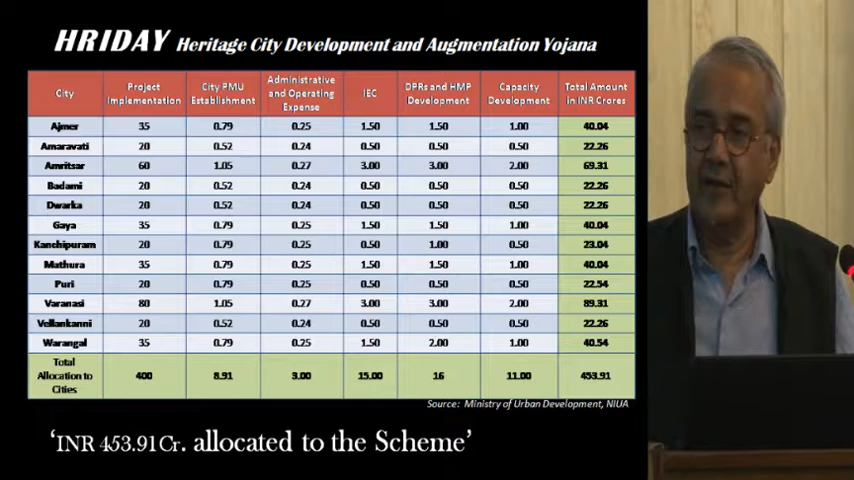 HRIDAY Heritage City Development and Augmentation Yojana
City | Project Implementation | City PMU Establishment | Administrative and Operating Expense | IEC | DPRs and HMP Development | Capacity Development | Total Amount in INR Crores
Ajmer 35 0.79 0.25 1.50 1.50 1.00 40.04
Amaravati 20 0.52 0.24 0.50 0.50 0.50 22.26
Amritsar 60 1.05 0.27 3.00 3.00 2.00 69.31
Badami 20 0.52 0.24 0.50 0.50 0.50 22.26
Dwarka 20 0.52 0.24 0.50 0.50 0.50 22.26
Gaya 35 0.79 0.25 1.50 1.50 1.00 40.04
Kanchipuram 20 0.79 0.25 0.50 1.00 0.50 23.04
Mathura 35 0.79 0.25 1.50 1.50 1.00 40.04
Puri 20 0.79 0.25 0.50 0.50 0.50 22.54
Varanasi 80 1.05 0.27 3.00 3.00 2.00 89.31
Vellankanni 20 0.52 0.24 0.50 0.50 0.50 22.26
Warangal 35 0.79 0.25 1.50 2.00 1.00 40.54
Total Allocation to Cities 400 8.91 3.00 15.00 16 11.00 453.91
Source: Ministry of Urban Development, NIUA
‘INR 453.91Cr. allocated to the Scheme’